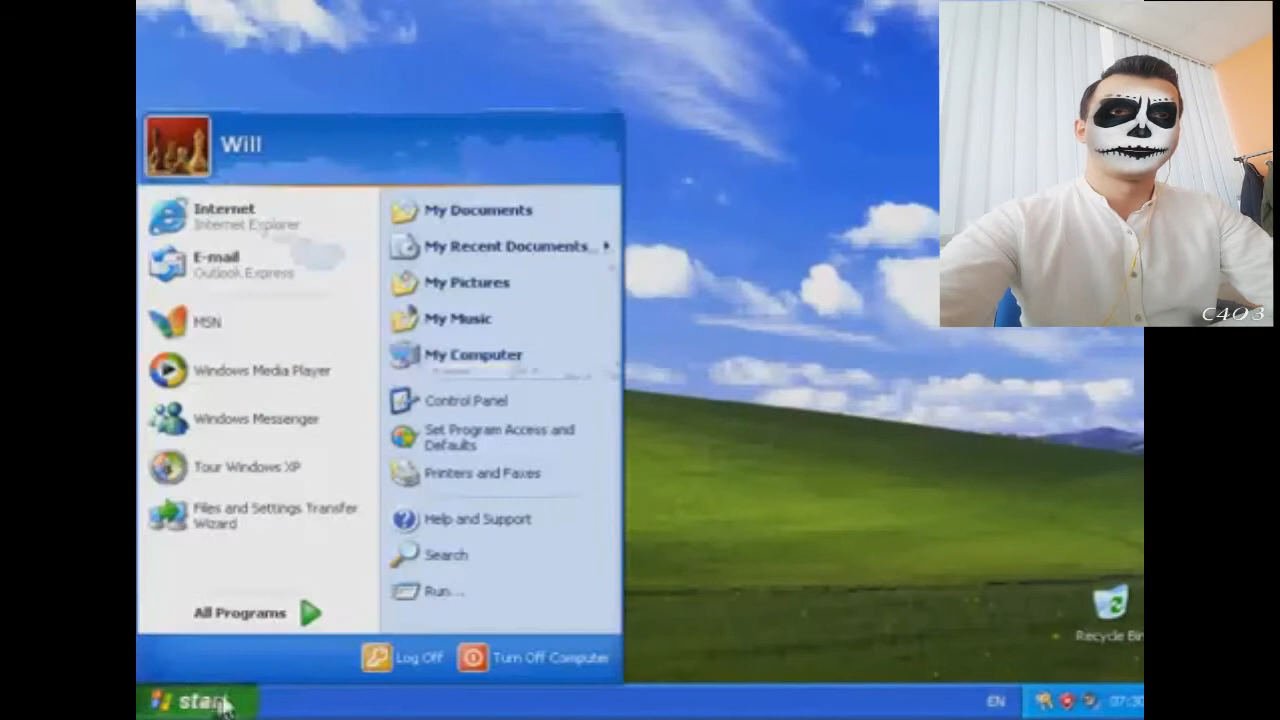 Will
Internet
Internet Explorer
E-mail
Outlook Express
MSN
Windows Media Player
Windows Messenger
Tour Windows XP
Files and Settings Transfer
Wizard
All Programs
My Documents
My Recent Documents
My Pictures
My Music
My Computer
Control Panel
Set Program Access and
Defaults
Printers and Faxes
Help and Support
Search
Run...
Log Off
Turn Off Computer
Recycle Bin
start
EN
07:30
C403